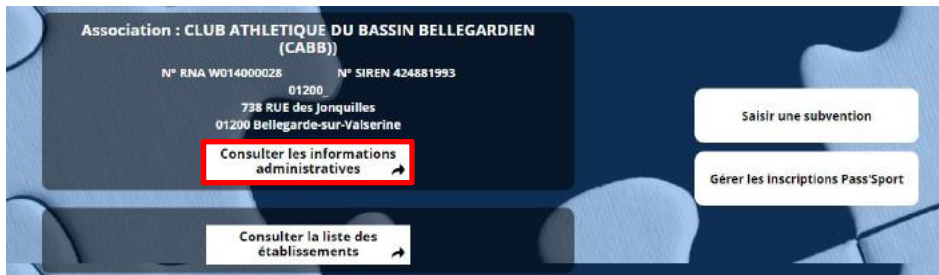 Association : CLUB ATHLETIQUE DU BASSIN BELLEGARDIEN
(CABB))
N° RNA W014000028 N° SIREN 424881993
01200_
738 RUE des Jonquilles
01200 Bellegarde-sur-Valserine
Consulter les informations
administratives
Saisir une subvention
Gérer les inscriptions Pass'Sport
Consulter la liste des
établissements